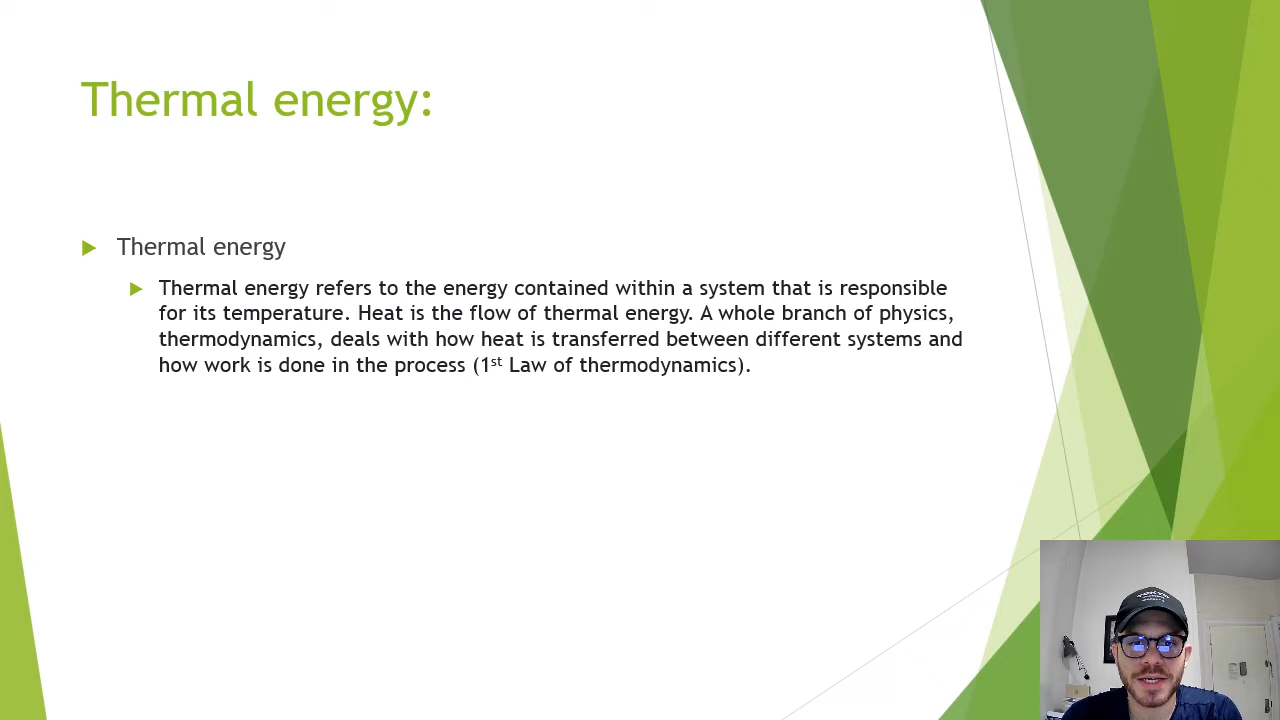 Thermal energy:
Thermal energy
Thermal energy refers to the energy contained within a system that is responsible
for its temperature. Heat is the flow of thermal energy. A whole branch of physics,
thermodynamics, deals with how heat is transferred between different systems and
how work is done in the process (1st Law of thermodynamics).
TOKYO